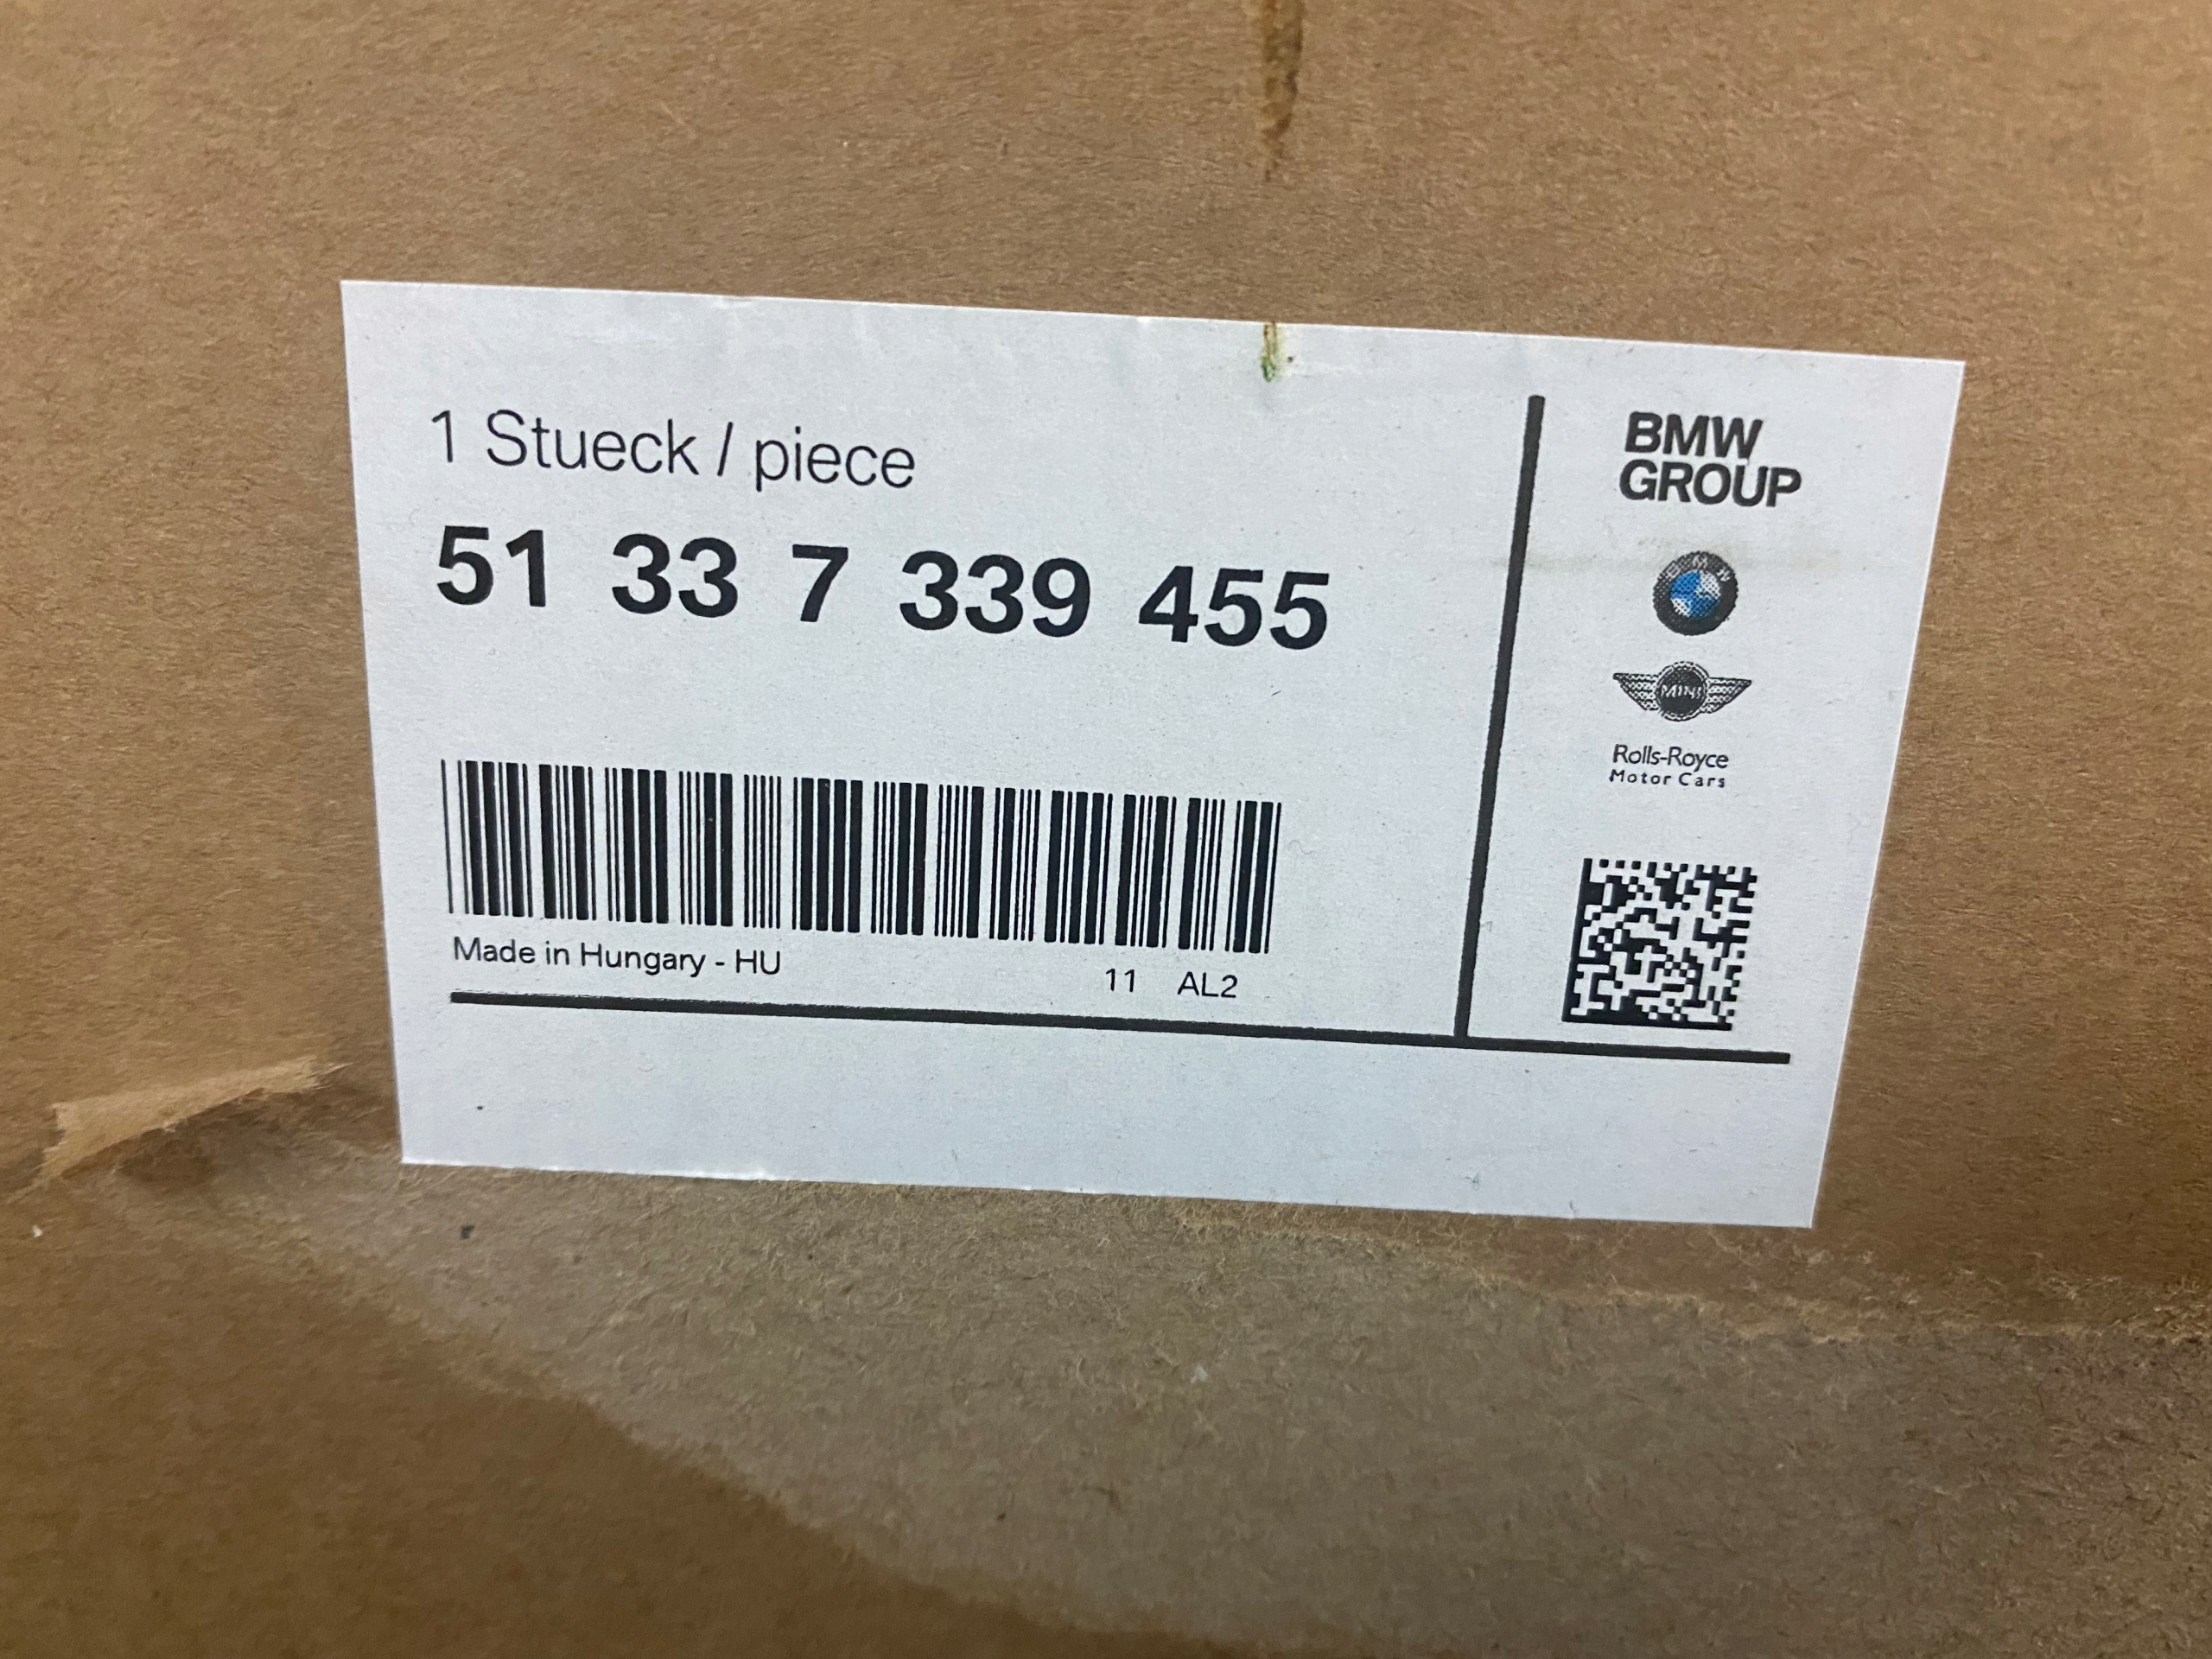 1 Stueck / piece
51 33 7 339 455
Made in Hungary - HU
11 AL2
BMW
GROUP
BMW
MINI
Rolls-Royce
Motor Cars